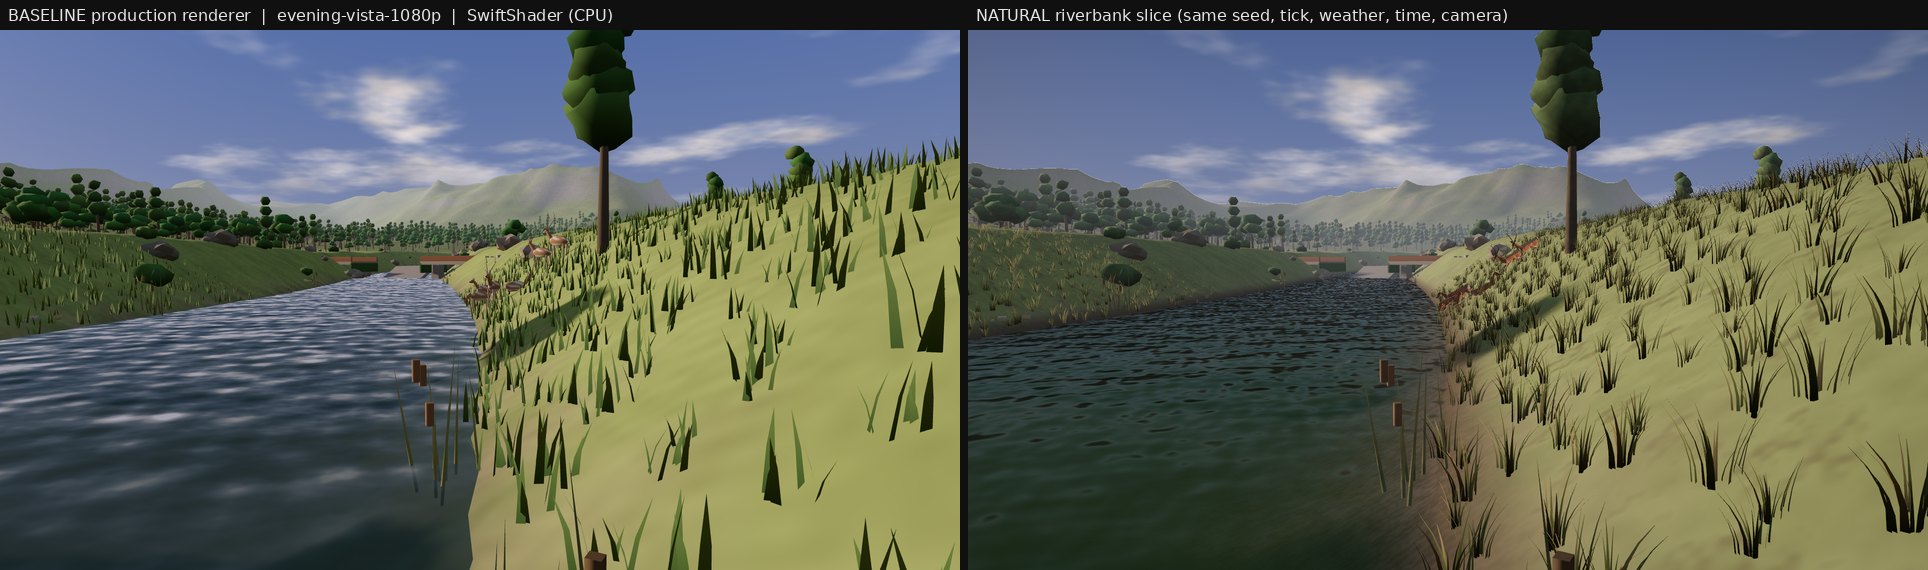 BASELINE production renderer | evening-vista-1080p | SwiftShader (CPU)
NATURAL riverbank slice (same seed, tick, weather, time, camera)